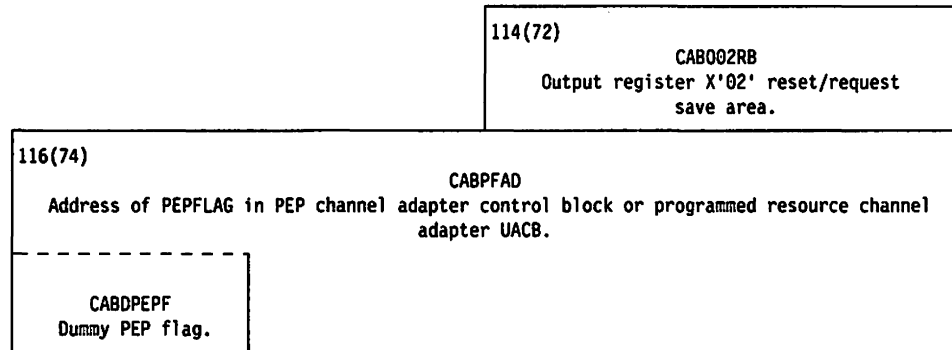 114(72)
CABO02RB
Output register X'02' reset/request
save area.
116(74)
CABPFAD
Address of PEPFLAG in PEP channel adapter control block or programmed resource channel
adapter UACB.
CABDPEPF
Dummy PEP flag.